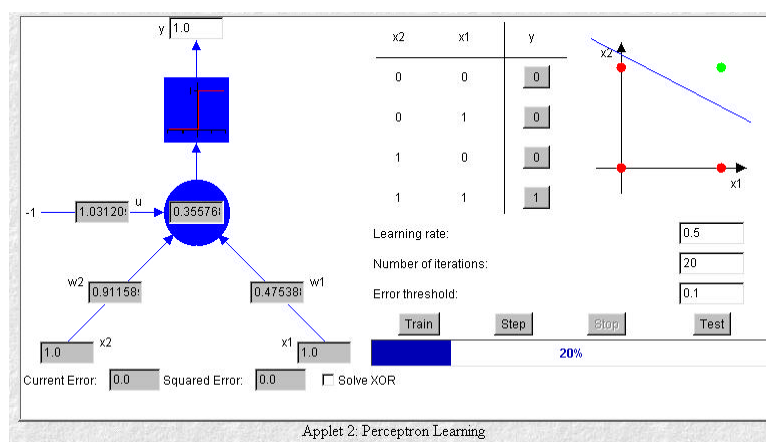 y 1.0
-1 1.0312 u 0.35576
w2 0.91158 0.47538 w1
1.0 x2 x1 1.0
Current Error: 0.0 Squared Error: 0.0 Solve XOR
x2 x1 y
0 0 0
0 1 0
1 0 0
1 1 1
x2
x1
Learning rate: 0.5
Number of iterations: 20
Error threshold: 0.1
Train Step Stop Test
20%
Applet 2: Perceptron Learning